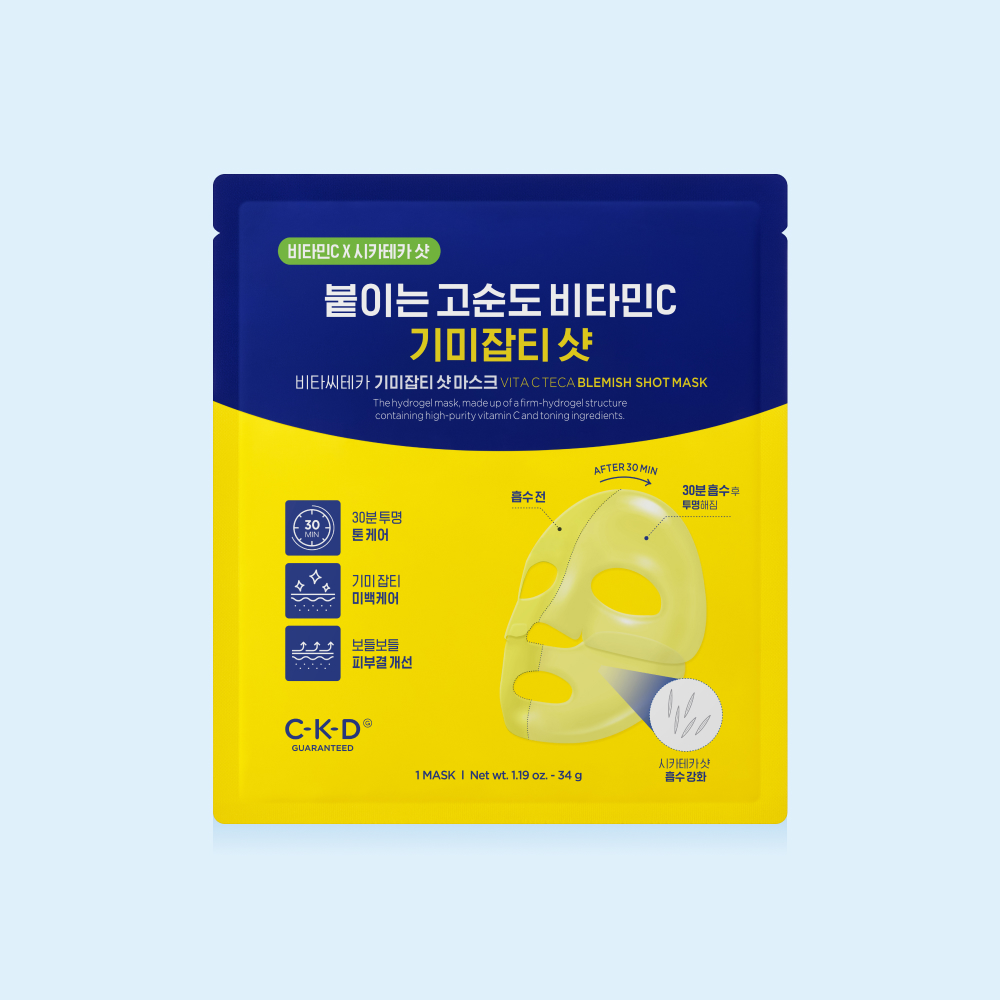 비타민C X 시카테카 샷
붙이는 고순도 비타민C
기미잡티 샷
비타씨테카 기미잡티 샷 마스크 VITA C TECA BLEMISH SHOT MASK
The hydrogel mask, made up of a firm-hydrogel structure
containing high-purity vitamin C and toning ingredients.
AFTER 30 MIN
흡수 전
30분 흡수 후
투명해짐
30
MIN
30분 투명
톤 케어
기미 잡티
미백케어
보들보들
피부결 개선
C-K-D G
GUARANTEED
시카테카 샷
흡수 강화
1 MASK I Net wt. 1.19 oz. - 34 g